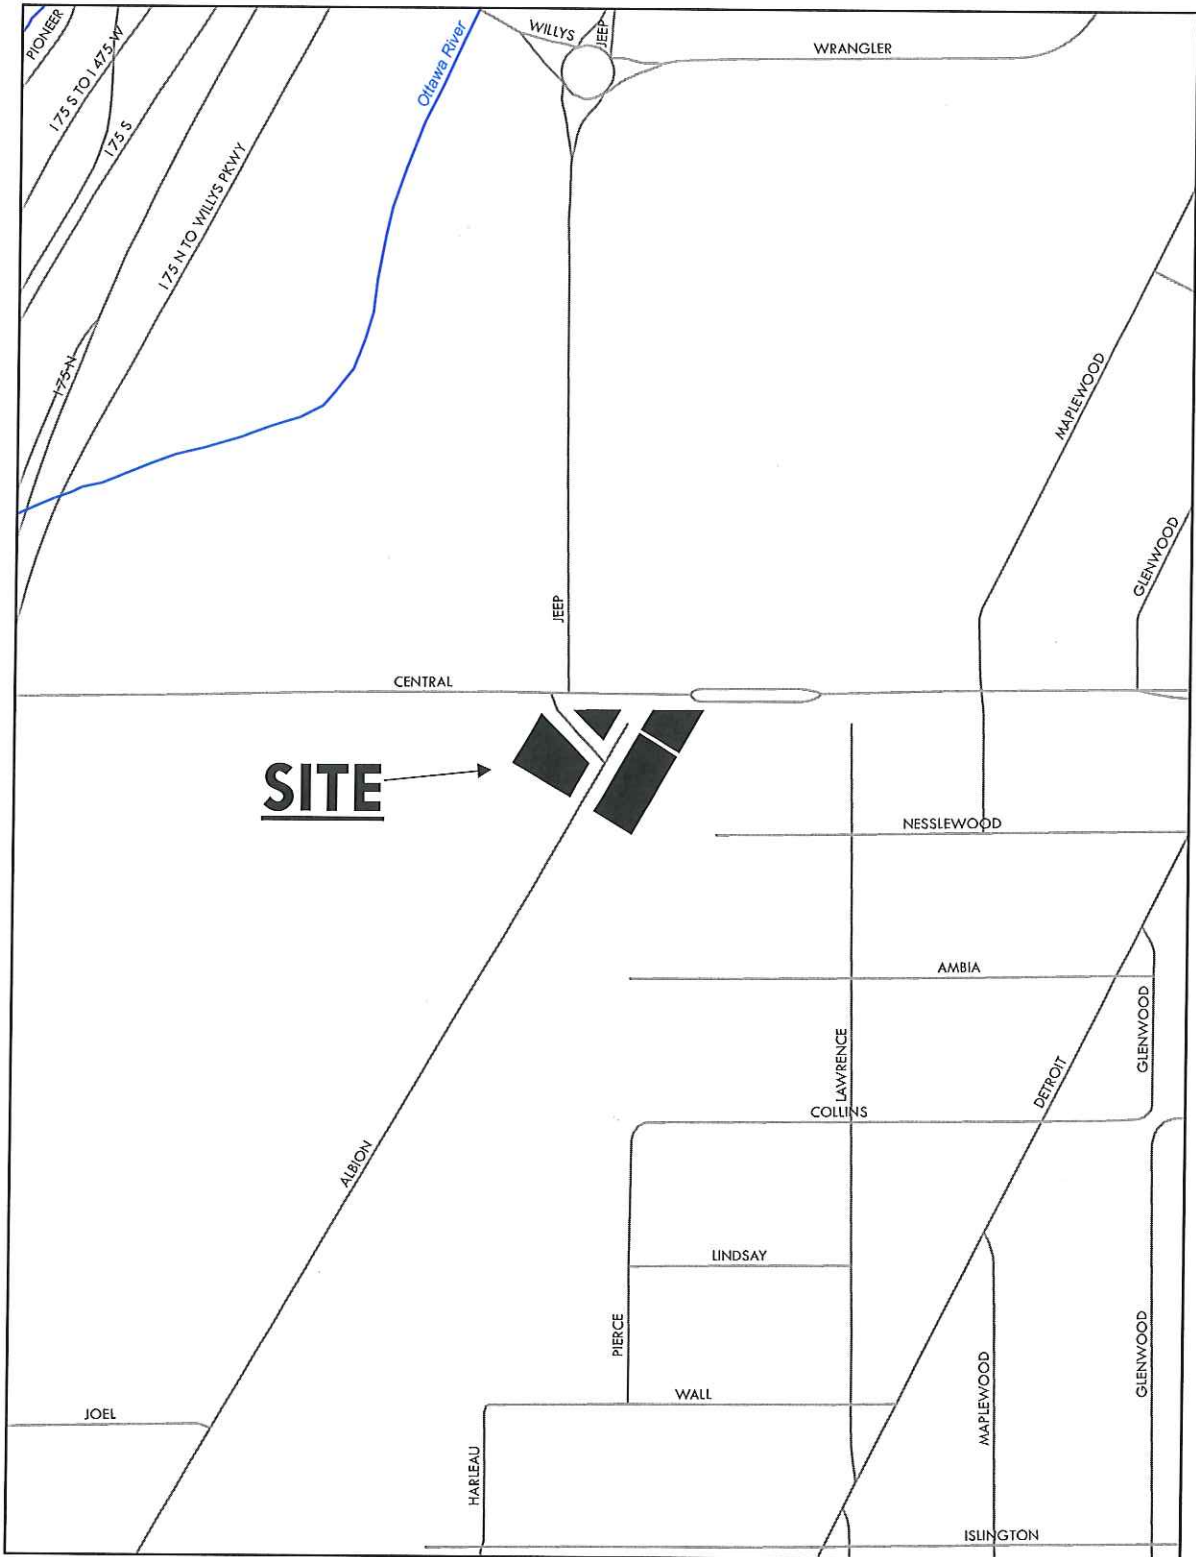 PIONEER
I 75 S TO I 475 W
I 75 S
I 75 N TO WILLYS PKWY
I 75 N
Ottawa River
WILLYS
JEEP
WRANGLER
MAPLEWOOD
GLENWOOD
JEEP
CENTRAL
SITE
NESSLEWOOD
AMBIA
LAWRENCE
GLENWOOD
DETROIT
COLLINS
ALBION
LINDSAY
PIERCE
WALL
MAPLEWOOD
GLENWOOD
JOEL
HARLEAU
ISLINGTON